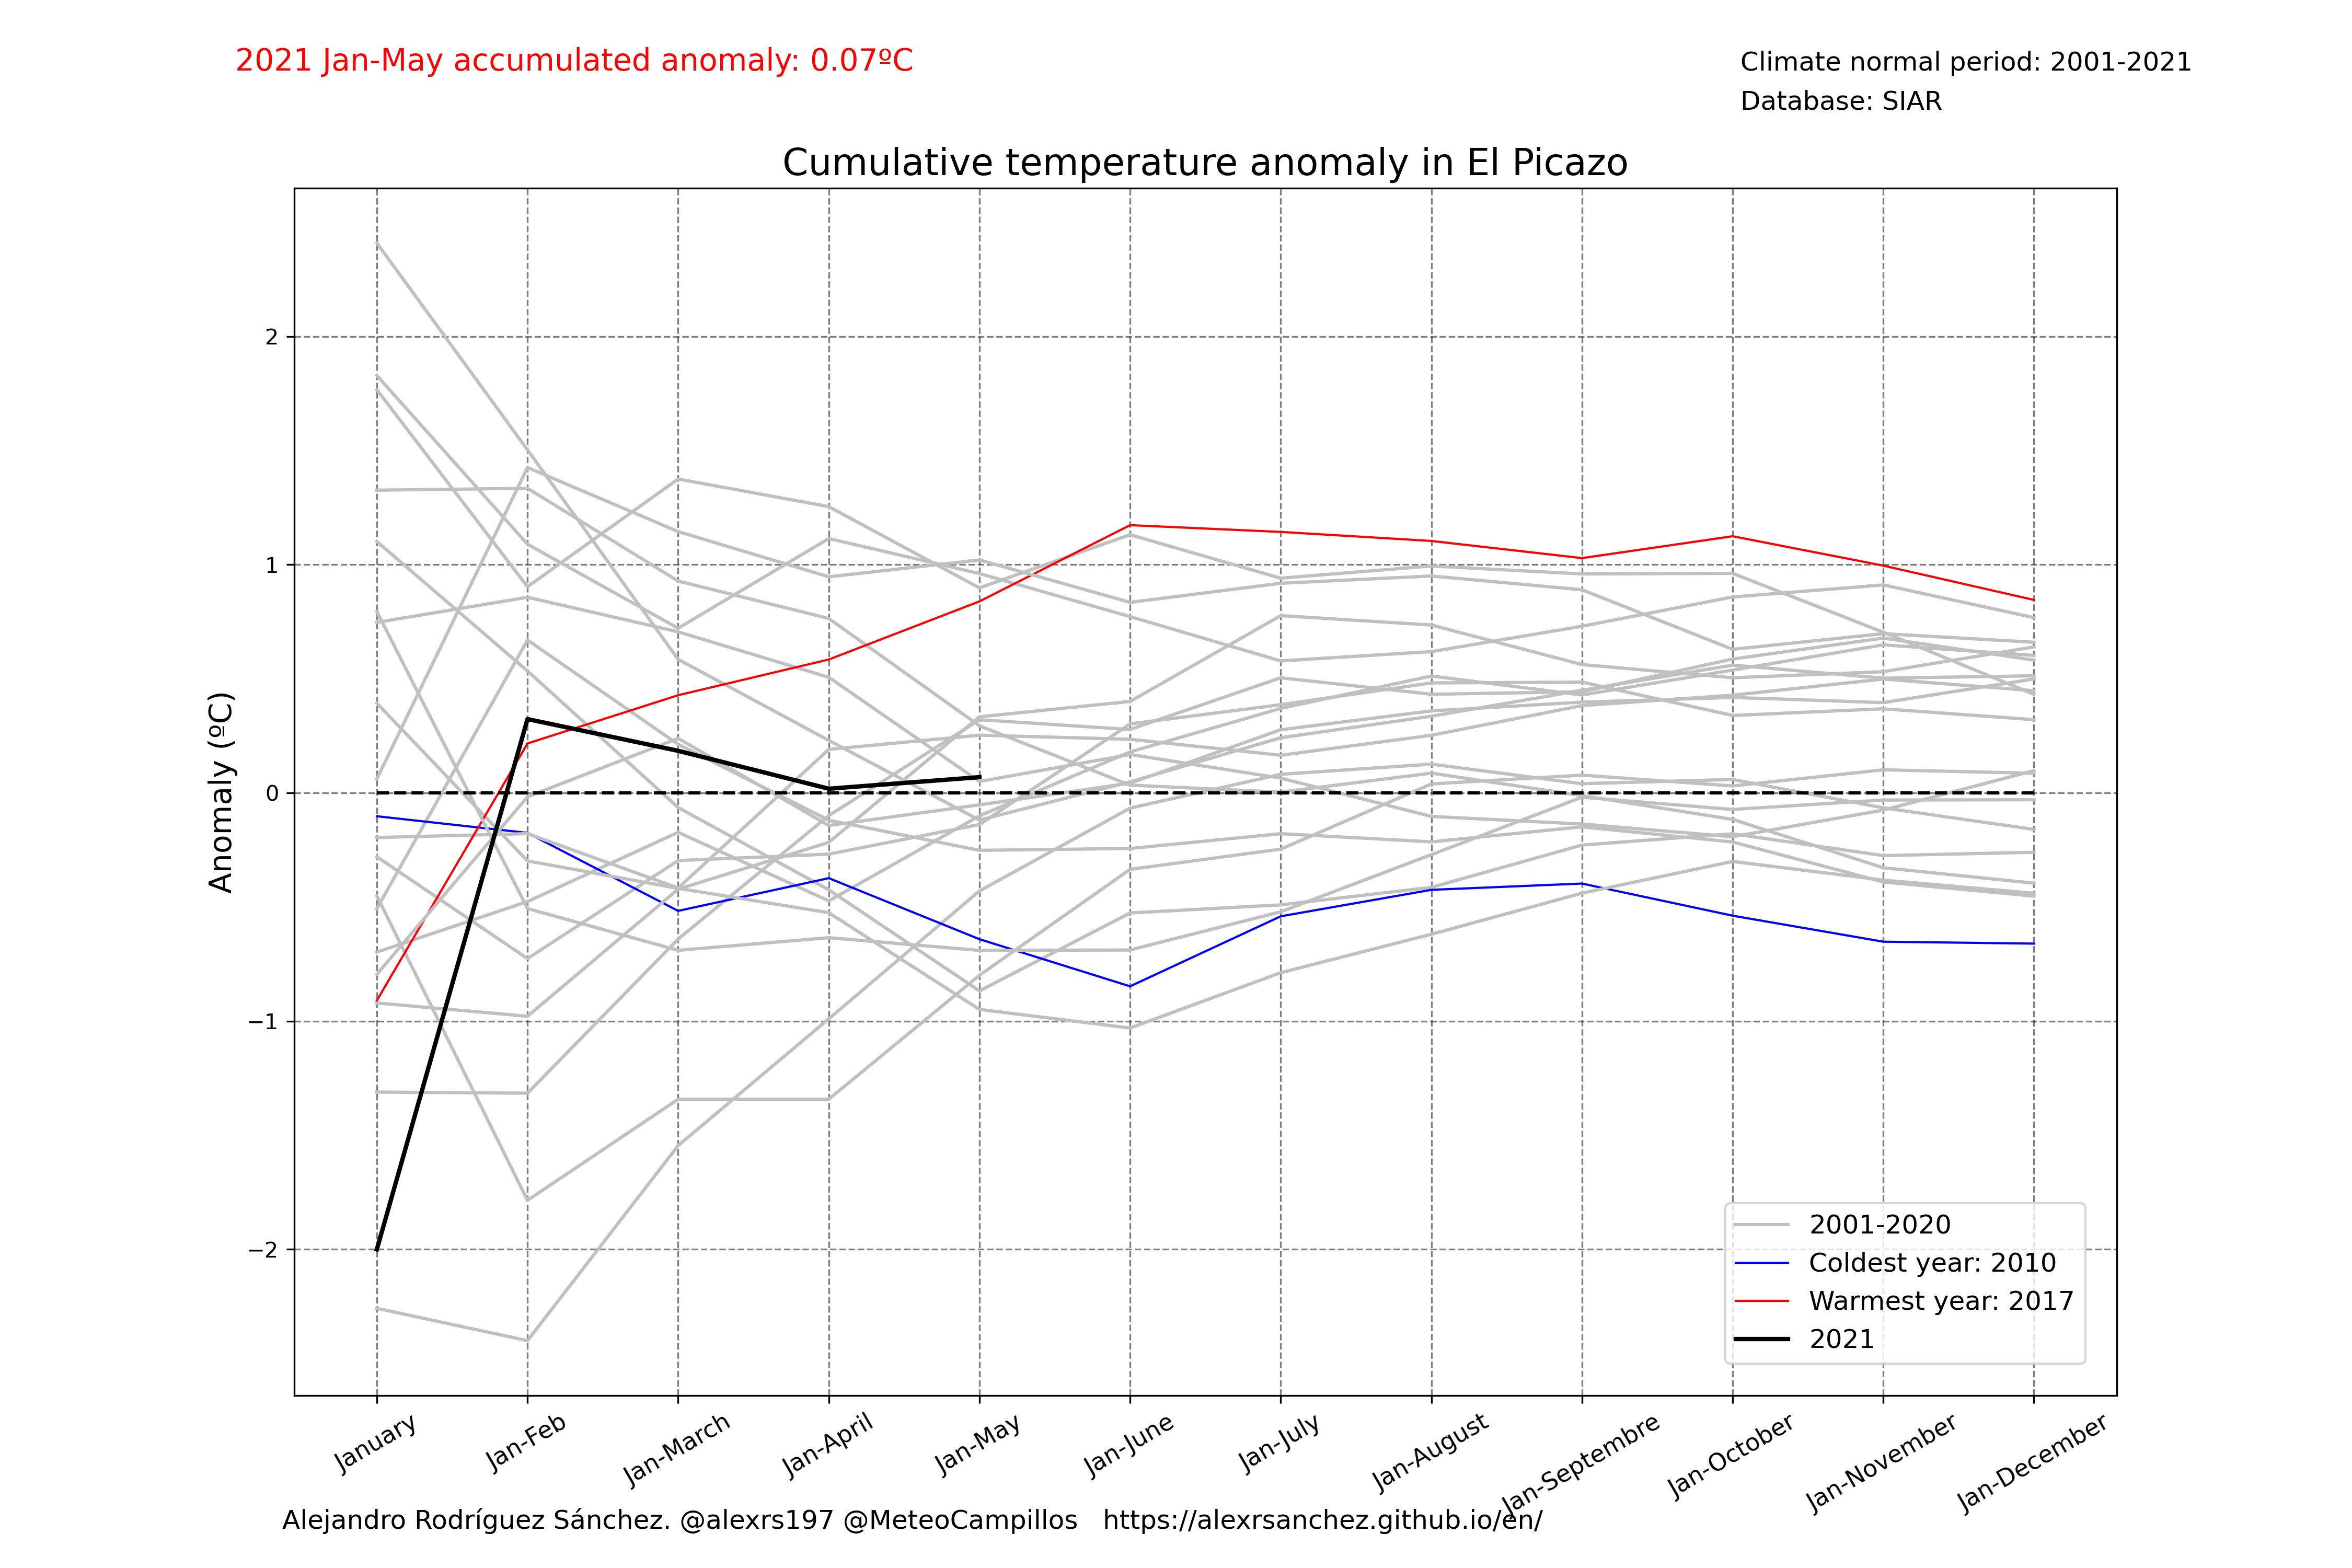 2021 Jan-May accumulated anomaly: 0.07ºC
Climate normal period: 2001-2021
Database: SIAR
Cumulative temperature anomaly in El Picazo
Anomaly (ºC)
2
1
0
−1
−2
2001-2020
Coldest year: 2010
Warmest year: 2017
2021
January
Jan-Feb
Jan-March
Jan-April
Jan-May
Jan-June
Jan-July
Jan-August
Jan-Septembre
Jan-October
Jan-November
Jan-December
Alejandro Rodríguez Sánchez. @alexrs197 @MeteoCampillos   https://alexrsanchez.github.io/en/